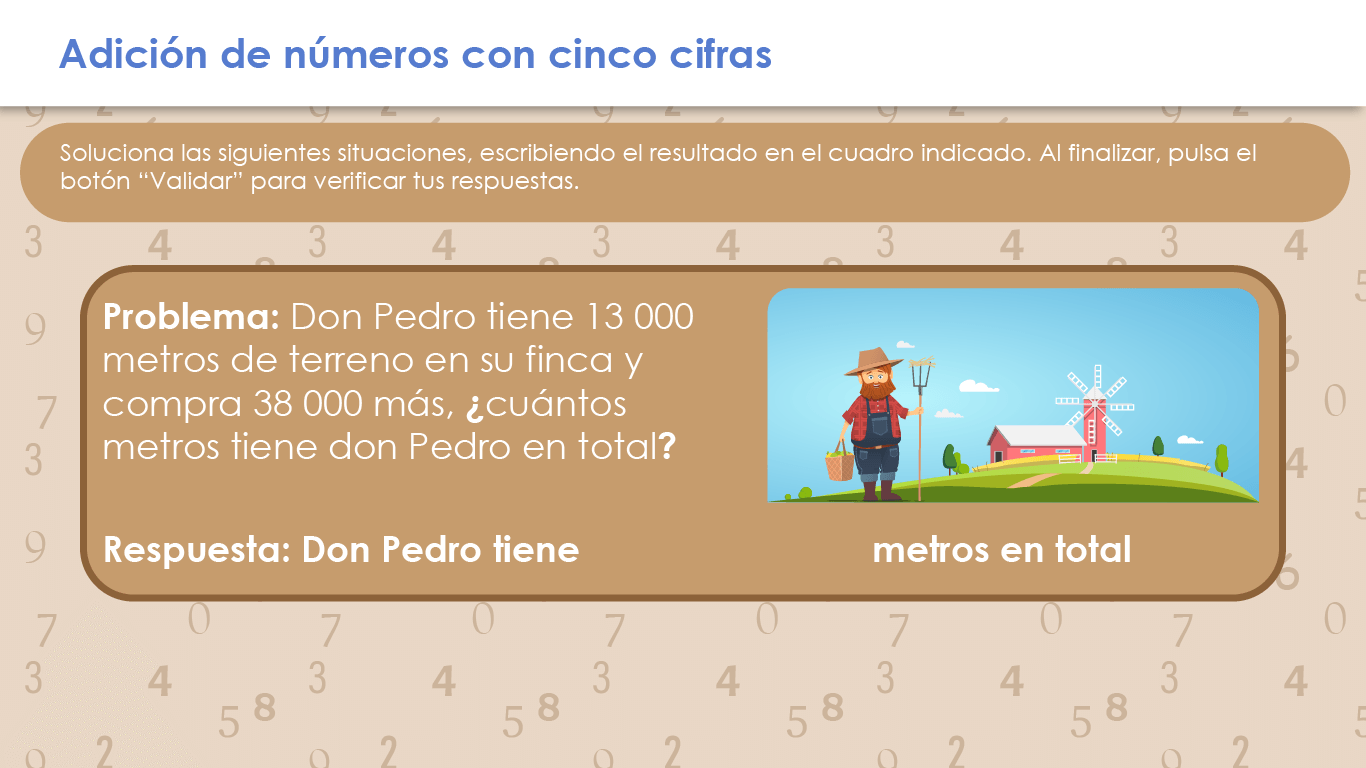 Adición de números con cinco cifras
Soluciona las siguientes situaciones, escribiendo el resultado en el cuadro indicado. Al finalizar, pulsa el
botón “Validar” para verificar tus respuestas.
Problema: Don Pedro tiene 13 000
metros de terreno en su finca y
compra 38 000 más, ¿cuántos
metros tiene don Pedro en total?
Respuesta: Don Pedro tiene metros en total